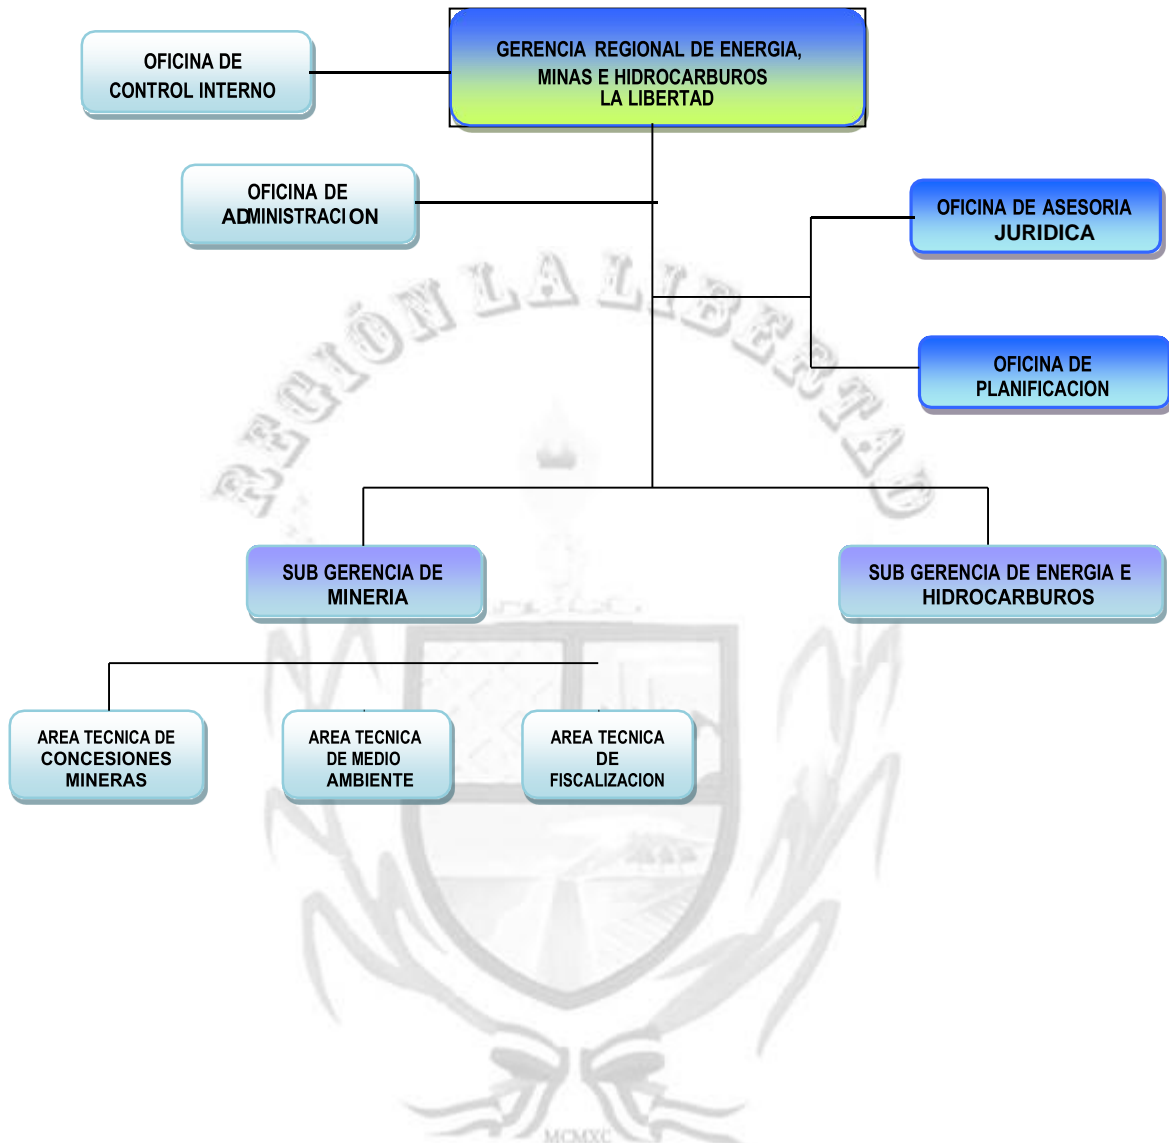 OFICINA DE
CONTROL INTERNO
GERENCIA REGIONAL DE ENERGIA,
MINAS E HIDROCARBUROS
LA LIBERTAD
OFICINA DE
ADMINISTRACION
OFICINA DE ASESORIA
JURIDICA
REGIÓN LA LIBERTAD
OFICINA DE
PLANIFICACION
SUB GERENCIA DE
MINERIA
SUB GERENCIA DE ENERGIA E
HIDROCARBUROS
AREA TECNICA DE
CONCESIONES
MINERAS
AREA TECNICA
DE MEDIO
AMBIENTE
AREA TECNICA
DE
FISCALIZACION
MCMXC